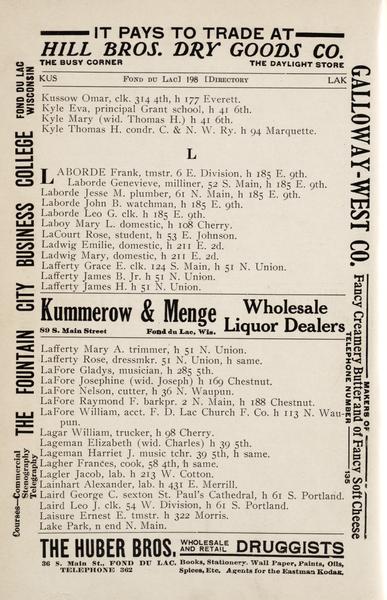 IT PAYS TO TRADE AT
HILL BROS. DRY GOODS CO.
THE BUSY CORNER THE DAYLIGHT STORE
KUS FOND DU LAC] 198 [DIRECTORY LAK
Kussow Omar, clk. 314 4th, h 177 Everett.
Kyle Eva, principal Grant school, h 41 6th.
Kyle Mary (wid. Thomas H.) h 41 6th.
Kyle Thomas H. condr. C. & N. W. Ry. h 94 Marquette.
L
LABORDE Frank, tmstr. 6 E. Division, h 185 E. 9th.
Laborde Genevieve, milliner, 52 S. Main, h 185 E. 9th.
Laborde Jesse M. plumber, 61 N. Main, h 185 E. 9th.
Laborde John B. watchman, h 185 E. 9th.
Laborde Leo G. clk. h 185 E. 9th.
Laboy Mary L. domestic, h 108 Cherry.
LaCourt Rose, student, h 53 E. Johnson.
Ladwig Emilie, domestic, h 211 E. 2d.
Ladwig Mary, domestic, h 211 E. 2d.
Lafferty Grace E. clk. 124 S. Main, h 51 N. Union.
Lafferty James B. Jr. h 51 N. Union.
Lafferty James H. h 51 N. Union.
Kummerow & Menge Wholesale
Liquor Dealers
89 S. Main Street Fond du Lac, Wis.
Lafferty Mary A. trimmer, h 51 N. Union.
Lafferty Rose, dressmkr. 51 N. Union, h same.
LaFore Gladys, musician, h 285 5th.
LaFore Josephine (wid. Joseph) h 169 Chestnut.
LaFore Nelson, cutter, h 36 N. Waupun.
LaFore Raymond F. barkpr. 2 N. Main, h 188 Chestnut.
LaFore William, acct. F. D. Lac Church F. Co. h 113 N. Wau-
pun.
Lagar William, trucker, h 98 Cherry.
Lageman Elizabeth (wid. Charles) h 39 5th.
Lageman Harriet J. music tchr. 39 5th, h same.
Lagher Frances, cook, 58 4th, h same.
Lagler Jacob, lab. h 213 W. Cotton.
Lainhart Alexander, lab. h 431 E. Merrill.
Laird George C. sexton St. Paul's Cathedral, h 61 S. Portland.
Laird Leo J. clk. 54 W. Division, h 61 S. Portland.
Laisure Ernest E. tmstr. h 322 Morris.
Lake Park, n end N. Main.
THE HUBER BROS. WHOLESALE
AND RETAIL DRUGGISTS
36 S. Main St., FOND DU LAC. Books, Stationery. Wall Paper, Paints, Oils,
TELEPHONE 362 Spices, Etc. Agents for the Eastman Kodak.
THE FOUNTAIN CITY BUSINESS COLLEGE FOND DU LAC
WISCONSIN
Courses—Commercial
Stenography
Telegraphy
GALLOWAY-WEST CO. MAKERS OF
Fancy Creamery Butter and of Fancy Soft Cheese
TELEPHONE NUMBER 135